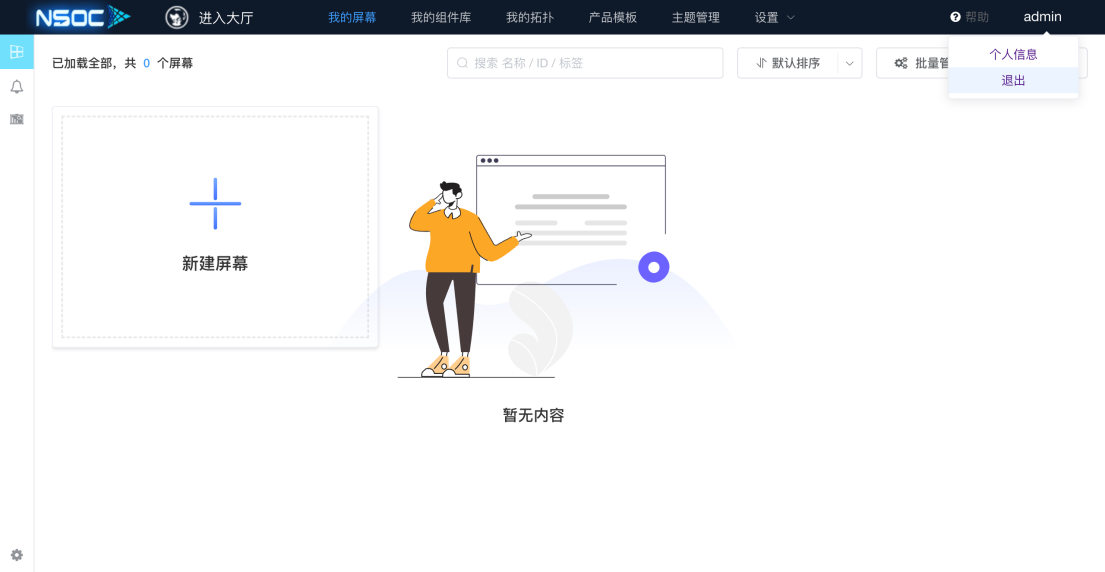 NSOC
进入大厅
我的屏幕
我的组件库
我的拓扑
产品模板
主题管理
设置
帮助
admin
个人信息
退出
已加载全部，共 0 个屏幕
搜索 名称 / ID / 标签
默认排序
批量管
新建屏幕
暂无内容